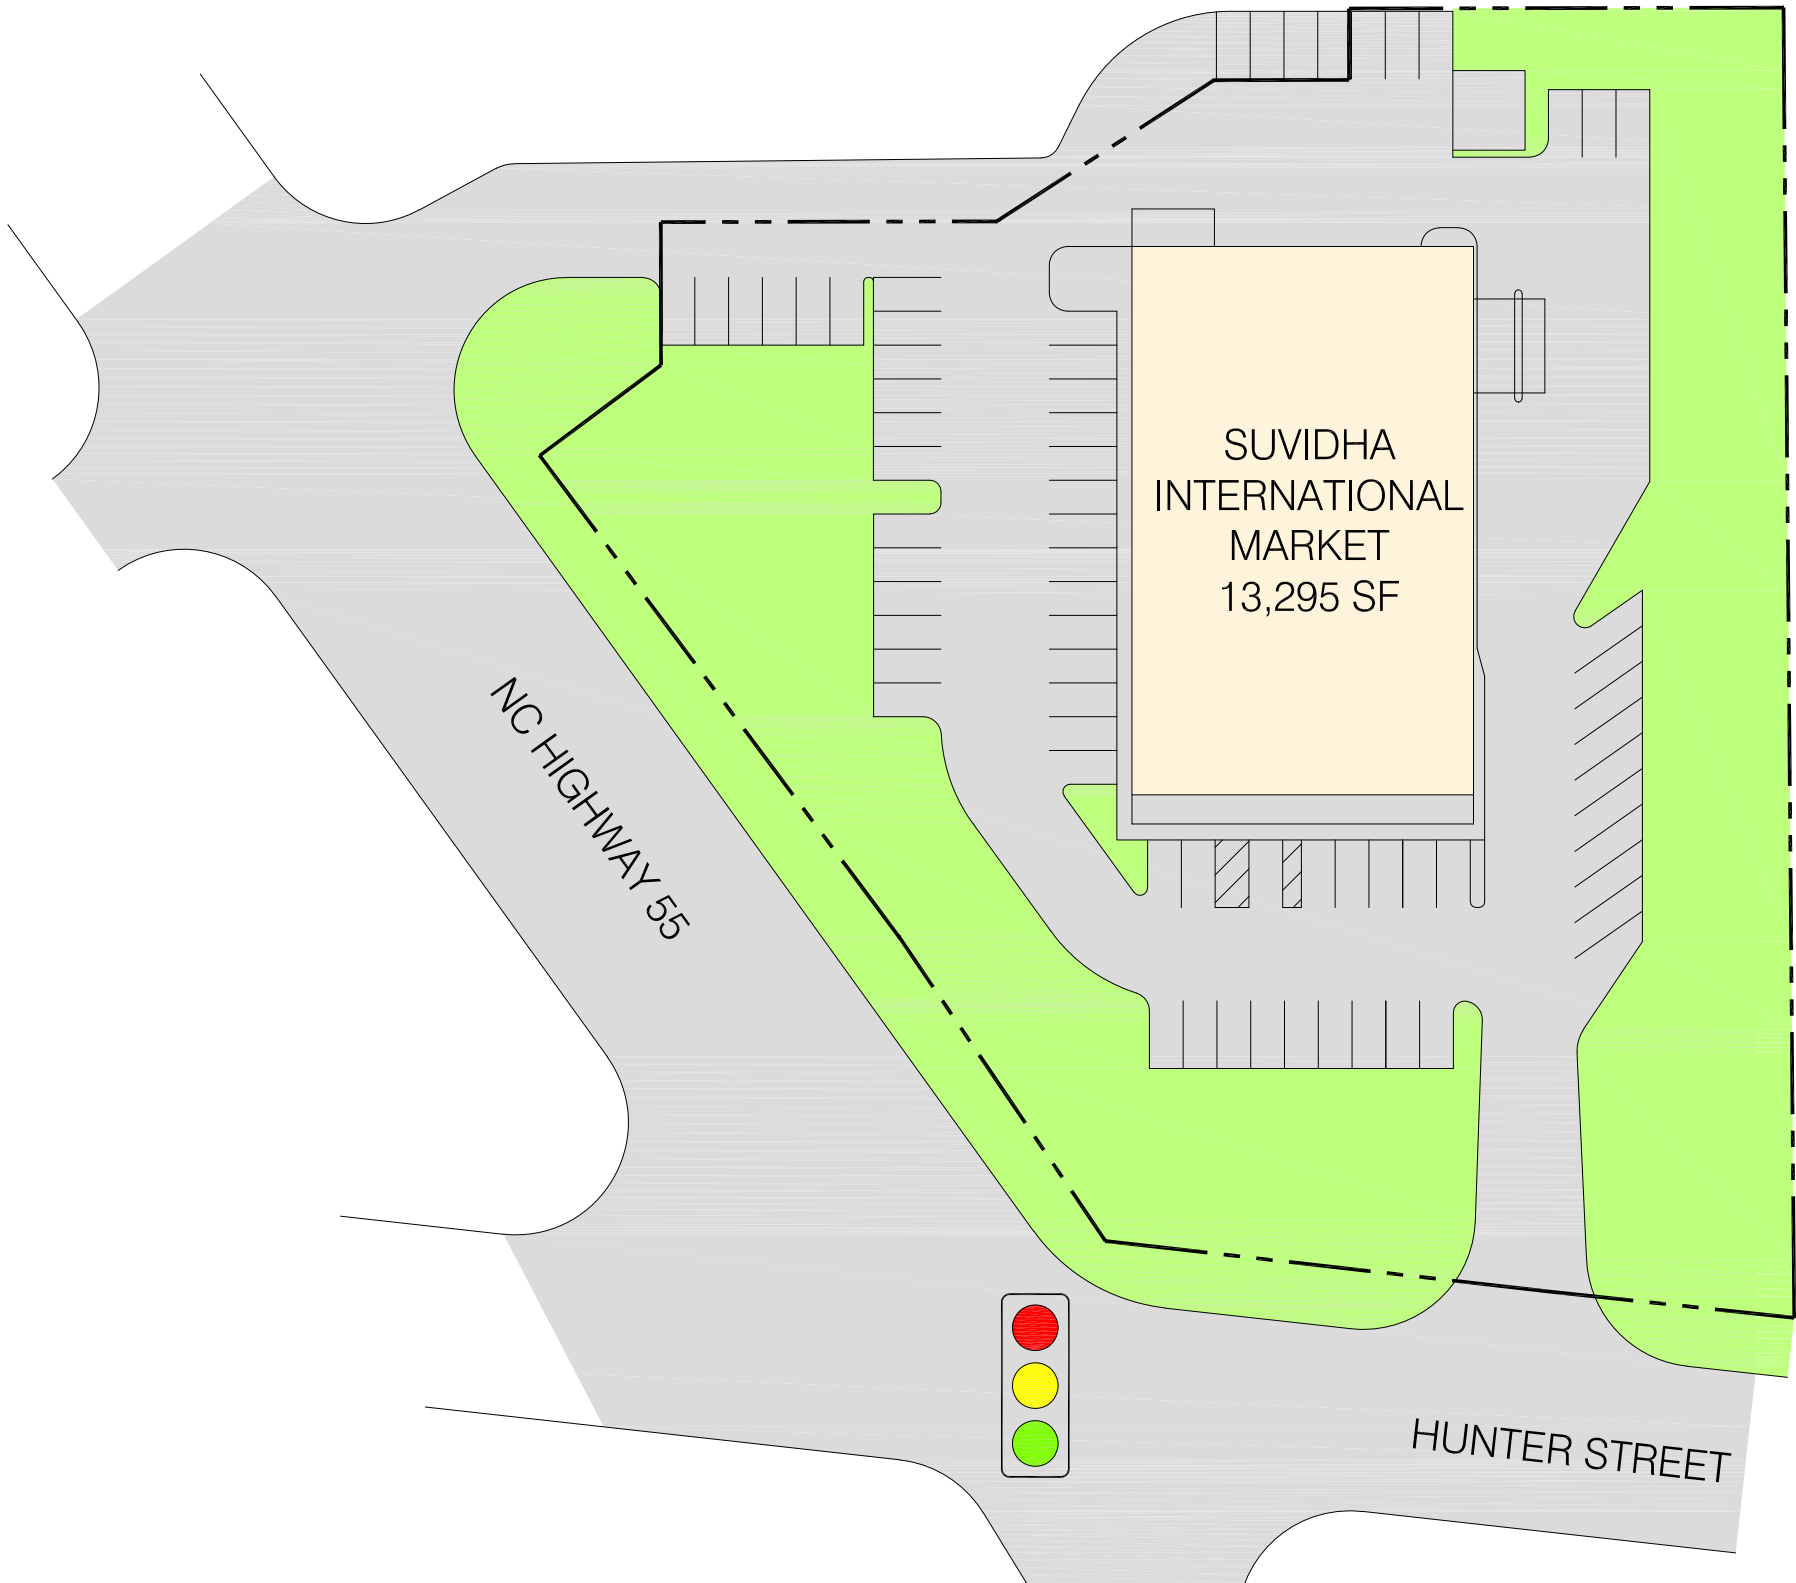 SUVIDHA
INTERNATIONAL
MARKET
13,295 SF
NC HIGHWAY 55
HUNTER STREET